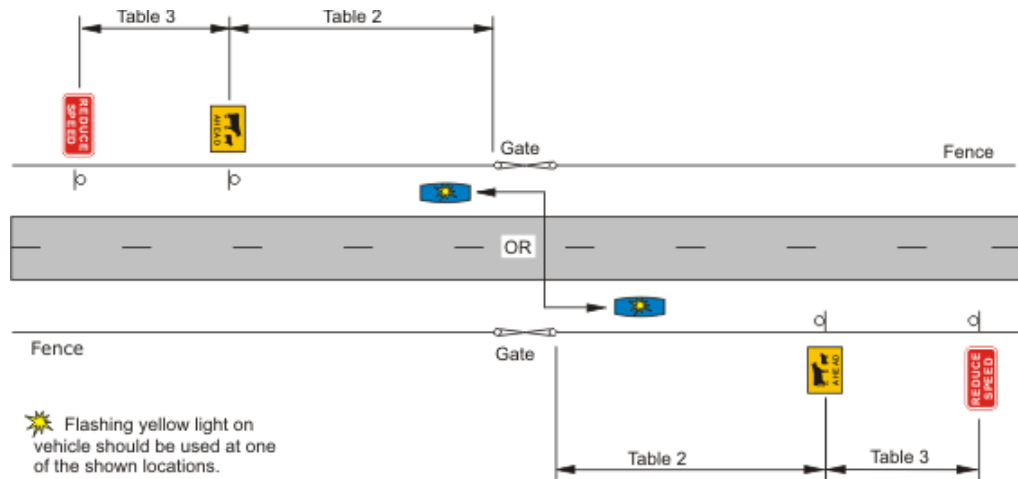 Table 3
Table 2
REDUCE
SPEED
AHEAD
Gate
Fence
OR
Fence
Gate
AHEAD
REDUCE
SPEED
Flashing yellow light on
vehicle should be used at one
of the shown locations.
Table 2
Table 3